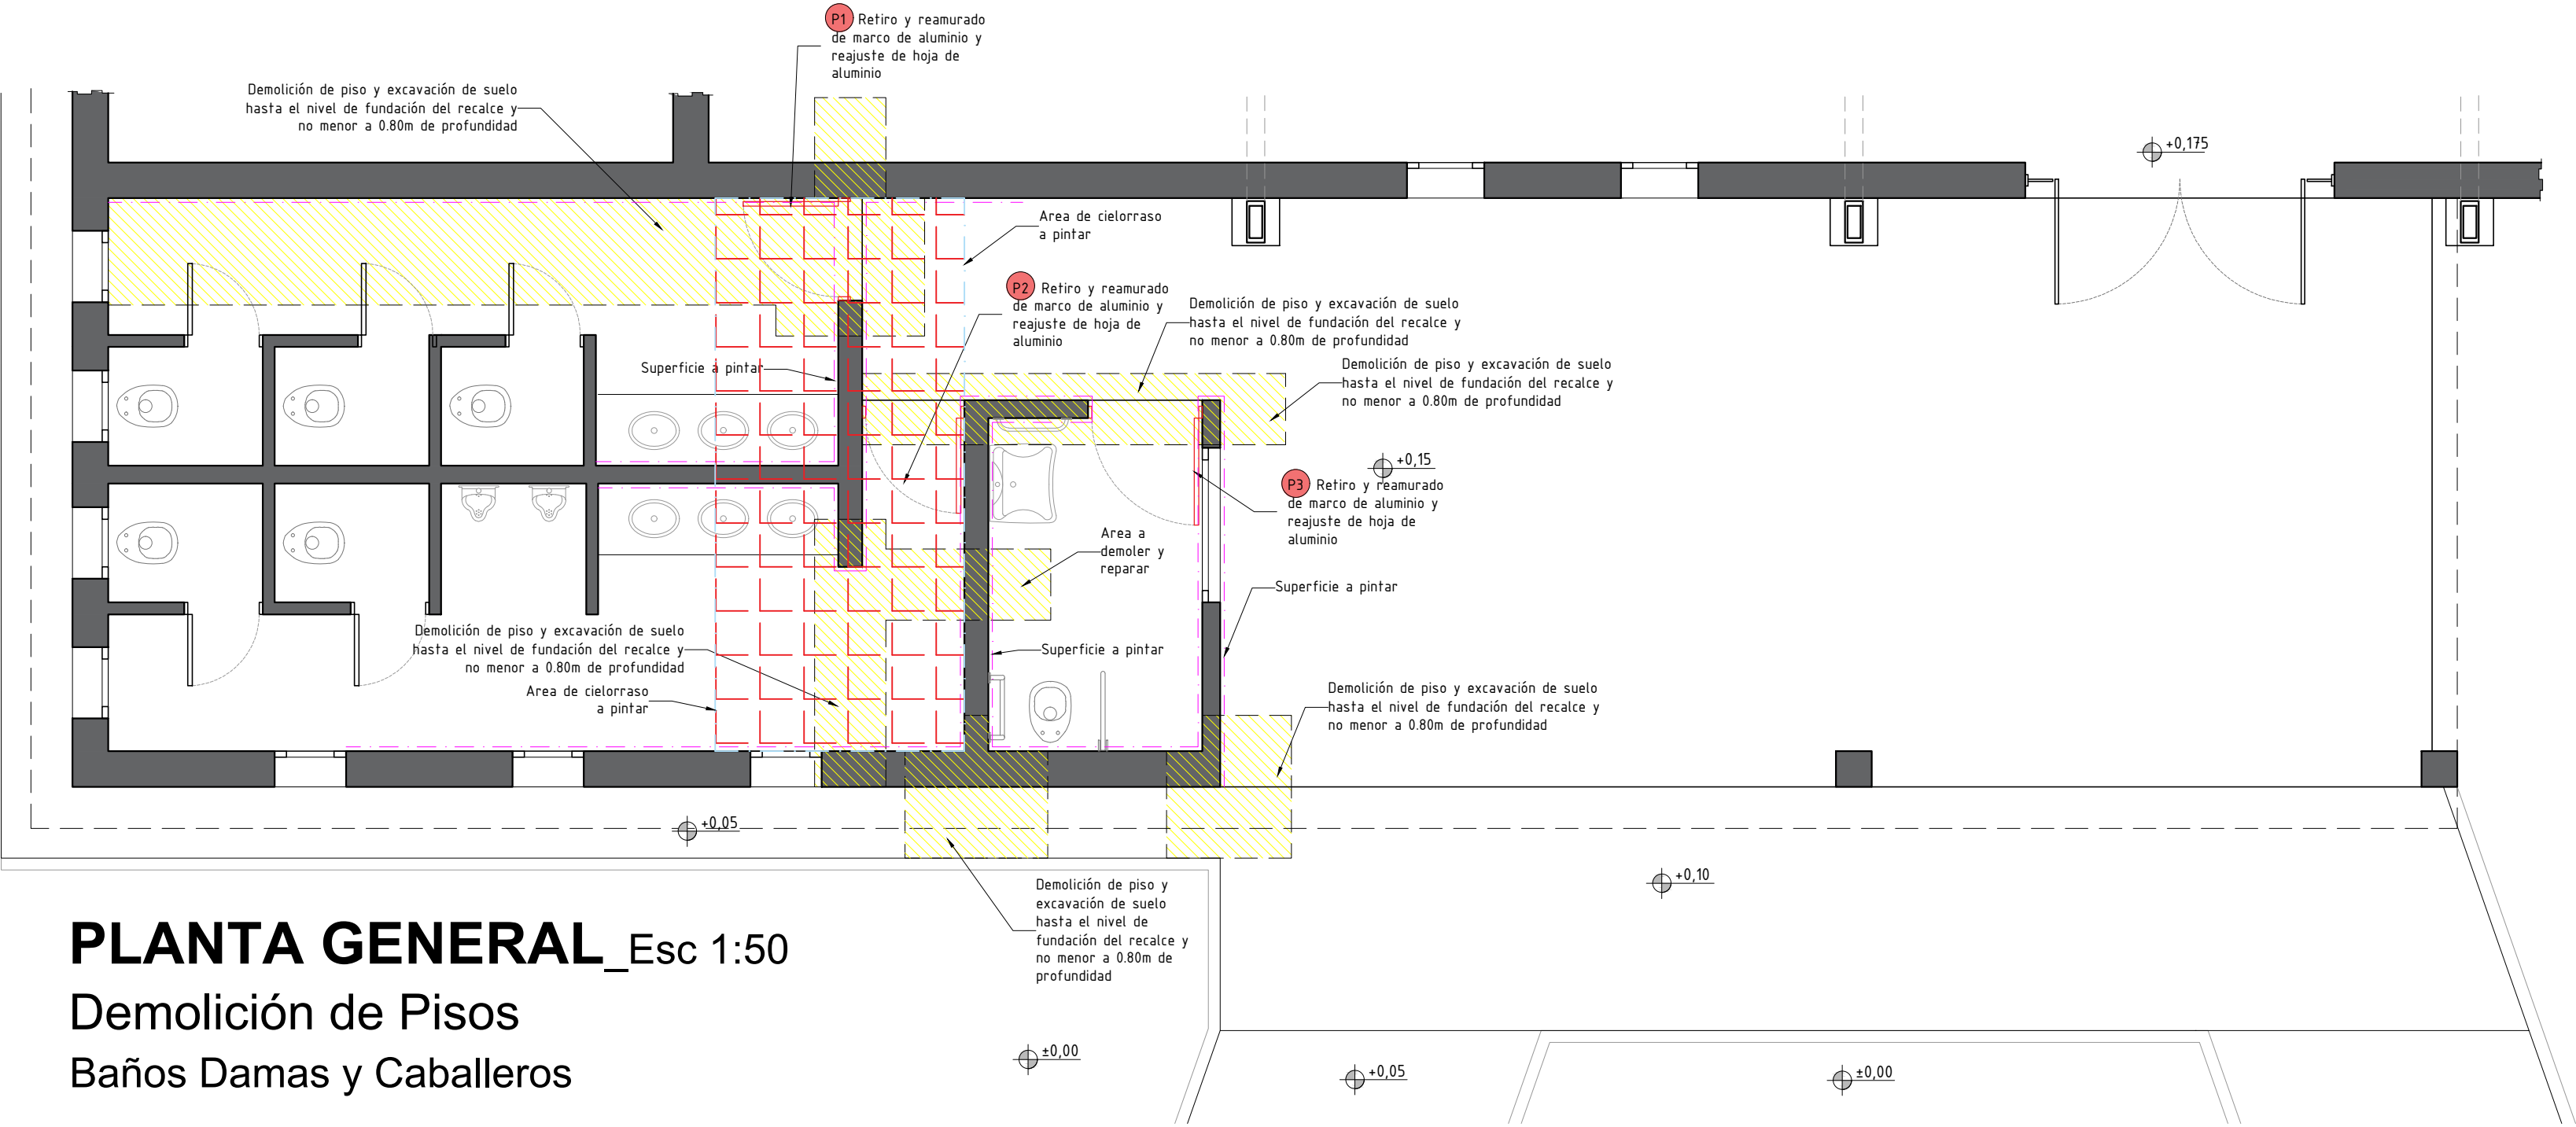 P1 Retiro y reamurado
de marco de aluminio y
reajuste de hoja de
aluminio
Demolición de piso y excavación de suelo
hasta el nivel de fundación del recalce y
no menor a 0.80m de profundidad
+0,175
Area de cielorraso
a pintar
P2 Retiro y reamurado
de marco de aluminio y
reajuste de hoja de
aluminio
Demolición de piso y excavación de suelo
hasta el nivel de fundación del recalce y
no menor a 0.80m de profundidad
Demolición de piso y excavación de suelo
hasta el nivel de fundación del recalce y
no menor a 0.80m de profundidad
Superficie a pintar
+0,15
P3 Retiro y reamurado
de marco de aluminio y
reajuste de hoja de
aluminio
Area a
demoler y
reparar
Superficie a pintar
Demolición de piso y excavación de suelo
hasta el nivel de fundación del recalce y
no menor a 0.80m de profundidad
Superficie a pintar
Area de cielorraso
a pintar
Demolición de piso y excavación de suelo
hasta el nivel de fundación del recalce y
no menor a 0.80m de profundidad
+0,05
+0,10
Demolición de piso y
excavación de suelo
hasta el nivel de
fundación del recalce y
no menor a 0.80m de
profundidad
PLANTA GENERAL_Esc 1:50
Demolición de Pisos
Baños Damas y Caballeros
±0,00
+0,05
±0,00